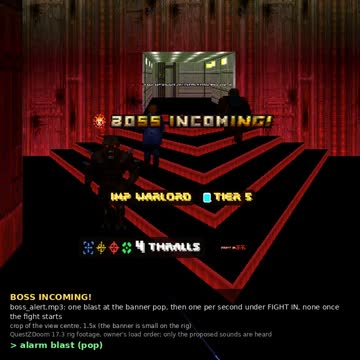 BOSS INCOMING!
IMP WARLORD TIER 5
4 THRALLS
FIGHT IN
BOSS INCOMING!
boss_alert.mp3: one blast at the banner pop, then one per second under FIGHT IN, none once
the fight starts
crop of the view centre, 1.5x (the banner is small on the rig)
QuestZDoom 17.3 rig footage, owner's load order; only the proposed sounds are heard
> alarm blast (pop)